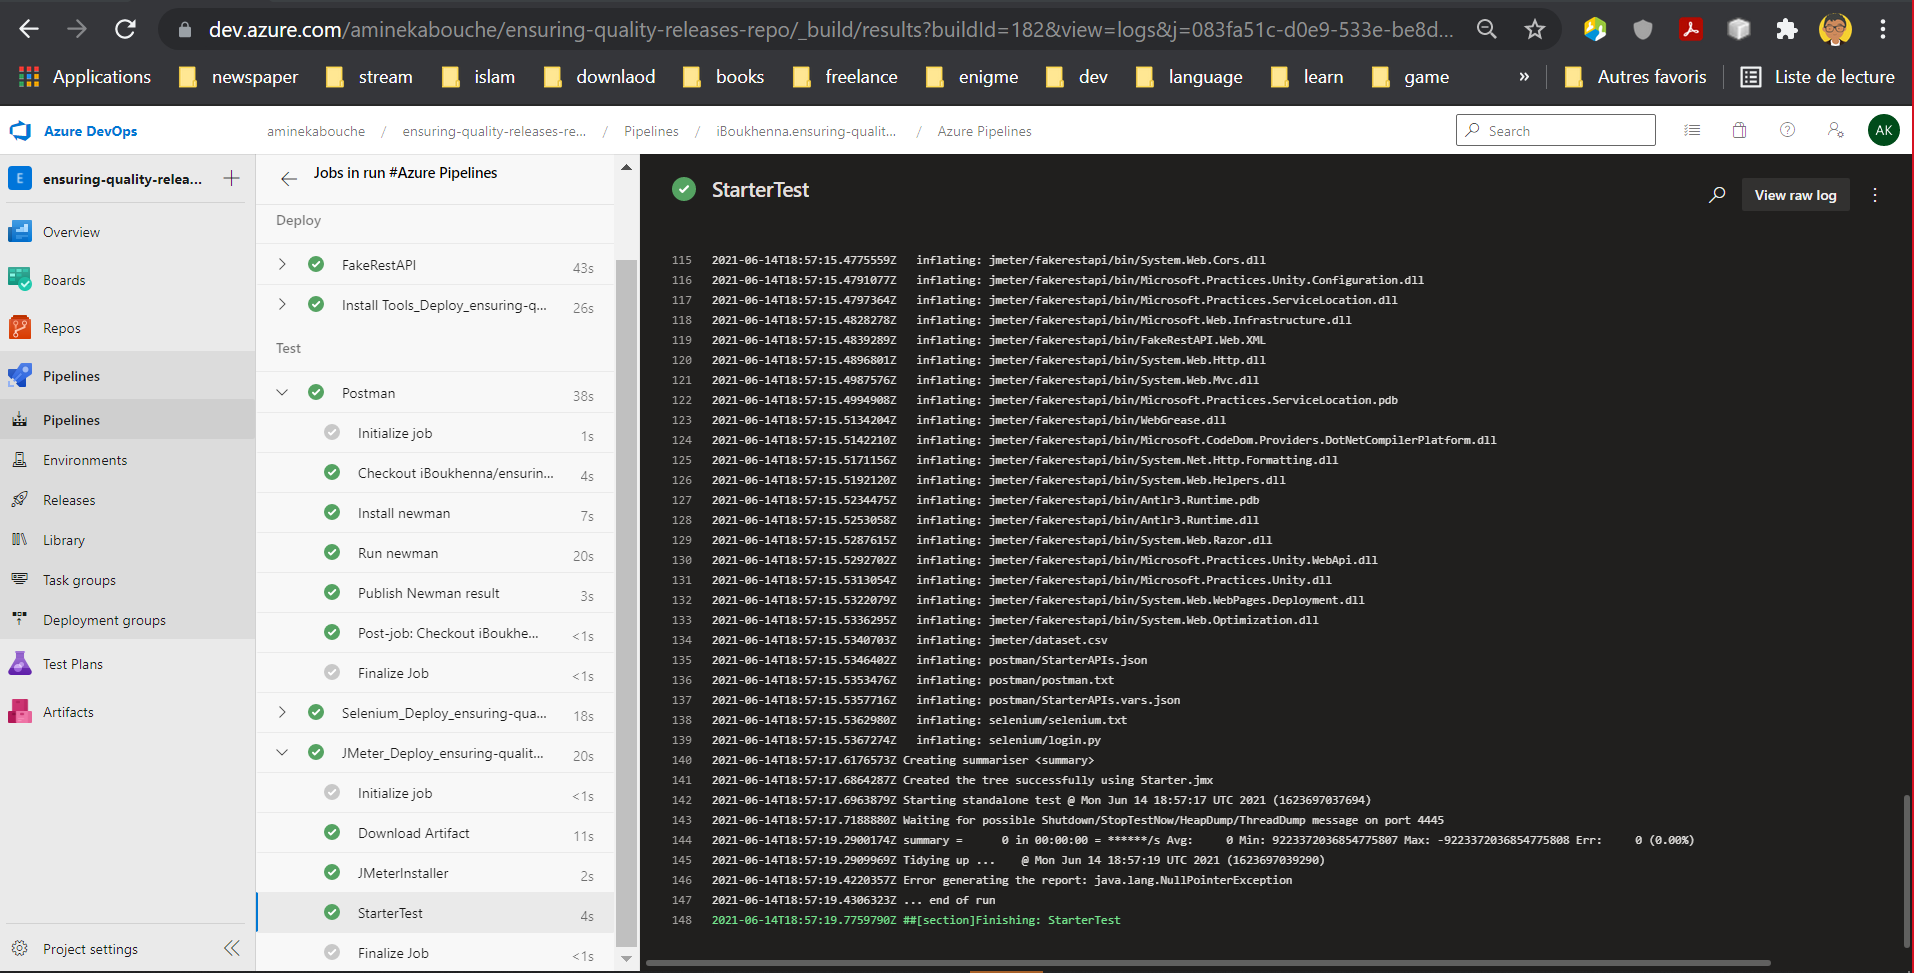 dev.azure.com/aminekabouche/ensuring-quality-releases-repo/_build/results?buildId=182&view=logs&j=083fa51c-d0e9-533e-be8d...
Applications newspaper stream islam downlaod books freelance enigme dev language learn game » Autres favoris Liste de lecture
Azure DevOps
aminekabouche / ensuring-quality-releases-re... / Pipelines / iBoukhenna.ensuring-qualit... / Azure Pipelines
Search
AK
E ensuring-quality-relea...
Overview
Boards
Repos
Pipelines
Pipelines
Environments
Releases
Library
Task groups
Deployment groups
Test Plans
Artifacts
Project settings
Jobs in run #Azure Pipelines
Deploy
FakeRestAPI 43s
Install Tools_Deploy_ensuring-q... 26s
Test
Postman 38s
Initialize job 1s
Checkout iBoukhenna/ensurin... 4s
Install newman 7s
Run newman 20s
Publish Newman result 3s
Post-job: Checkout iBoukhe... <1s
Finalize Job <1s
Selenium_Deploy_ensuring-qua... 18s
JMeter_Deploy_ensuring-qualit... 20s
Initialize job <1s
Download Artifact 11s
JMeterInstaller 2s
StarterTest 4s
Finalize Job <1s
StarterTest
View raw log
115 2021-06-14T18:57:15.4775559Z inflating: jmeter/fakerestapi/bin/System.Web.Cors.dll
116 2021-06-14T18:57:15.4791077Z inflating: jmeter/fakerestapi/bin/Microsoft.Practices.Unity.Configuration.dll
117 2021-06-14T18:57:15.4797364Z inflating: jmeter/fakerestapi/bin/Microsoft.Practices.ServiceLocation.dll
118 2021-06-14T18:57:15.4828278Z inflating: jmeter/fakerestapi/bin/Microsoft.Web.Infrastructure.dll
119 2021-06-14T18:57:15.4839289Z inflating: jmeter/fakerestapi/bin/FakeRestAPI.Web.XML
120 2021-06-14T18:57:15.4896801Z inflating: jmeter/fakerestapi/bin/System.Web.Http.dll
121 2021-06-14T18:57:15.4987576Z inflating: jmeter/fakerestapi/bin/System.Web.Mvc.dll
122 2021-06-14T18:57:15.4994908Z inflating: jmeter/fakerestapi/bin/Microsoft.Practices.ServiceLocation.pdb
123 2021-06-14T18:57:15.5134204Z inflating: jmeter/fakerestapi/bin/WebGrease.dll
124 2021-06-14T18:57:15.5142210Z inflating: jmeter/fakerestapi/bin/Microsoft.CodeDom.Providers.DotNetCompilerPlatform.dll
125 2021-06-14T18:57:15.5171156Z inflating: jmeter/fakerestapi/bin/System.Net.Http.Formatting.dll
126 2021-06-14T18:57:15.5192120Z inflating: jmeter/fakerestapi/bin/System.Web.Helpers.dll
127 2021-06-14T18:57:15.5234475Z inflating: jmeter/fakerestapi/bin/Antlr3.Runtime.pdb
128 2021-06-14T18:57:15.5253058Z inflating: jmeter/fakerestapi/bin/Antlr3.Runtime.dll
129 2021-06-14T18:57:15.5287615Z inflating: jmeter/fakerestapi/bin/System.Web.Razor.dll
130 2021-06-14T18:57:15.5292702Z inflating: jmeter/fakerestapi/bin/Microsoft.Practices.Unity.WebApi.dll
131 2021-06-14T18:57:15.5313054Z inflating: jmeter/fakerestapi/bin/Microsoft.Practices.Unity.dll
132 2021-06-14T18:57:15.5322079Z inflating: jmeter/fakerestapi/bin/System.Web.WebPages.Deployment.dll
133 2021-06-14T18:57:15.5336295Z inflating: jmeter/fakerestapi/bin/System.Web.Optimization.dll
134 2021-06-14T18:57:15.5340703Z inflating: jmeter/dataset.csv
135 2021-06-14T18:57:15.5346402Z inflating: postman/StarterAPIs.json
136 2021-06-14T18:57:15.5353476Z inflating: postman/postman.txt
137 2021-06-14T18:57:15.5357716Z inflating: postman/StarterAPIs.vars.json
138 2021-06-14T18:57:15.5362980Z inflating: selenium/selenium.txt
139 2021-06-14T18:57:15.5367274Z inflating: selenium/login.py
140 2021-06-14T18:57:17.6176573Z Creating summariser <summary>
141 2021-06-14T18:57:17.6864287Z Created the tree successfully using Starter.jmx
142 2021-06-14T18:57:17.6963879Z Starting standalone test @ Mon Jun 14 18:57:17 UTC 2021 (1623697037694)
143 2021-06-14T18:57:17.7188880Z Waiting for possible Shutdown/StopTestNow/HeapDump/ThreadDump message on port 4445
144 2021-06-14T18:57:19.2900174Z summary = 0 in 00:00:00 = ******/s Avg: 0 Min: 9223372036854775807 Max: -9223372036854775808 Err: 0 (0.00%)
145 2021-06-14T18:57:19.2909969Z Tidying up ... @ Mon Jun 14 18:57:19 UTC 2021 (1623697039290)
146 2021-06-14T18:57:19.4220357Z Error generating the report: java.lang.NullPointerException
147 2021-06-14T18:57:19.4306323Z ... end of run
148 2021-06-14T18:57:19.7759790Z ##[section]Finishing: StarterTest